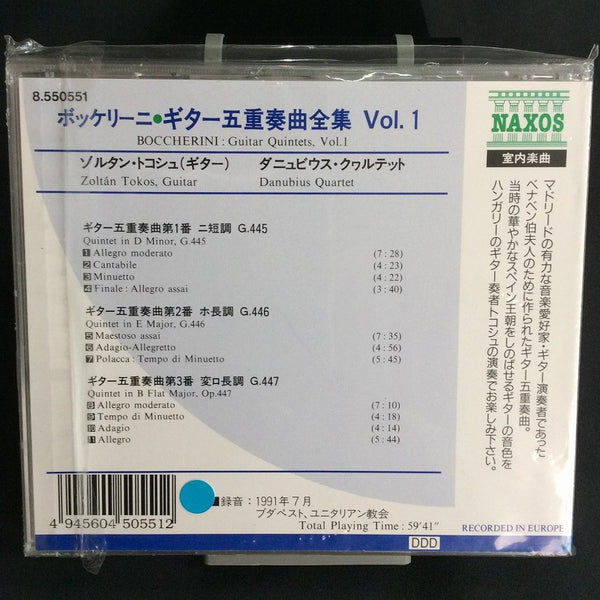 8.550551
ボッケリーニ•ギター五重奏曲全集 Vol. 1
BOCCHERINI : Guitar Quintets, Vol.1
ゾルタン・トコシュ(ギター) ダニュビウス・クヮルテット
Zoltán Tokos, Guitar Danubius Quartet
ギター五重奏曲第1番 ニ短調 G.445
Quintet in D Minor, G.445
1 Allegro moderato (7 : 28)
2 Cantabile (4 : 23)
3 Minuetto (4 : 22)
4 Finale : Allegro assai (3 : 40)
ギター五重奏曲第2番 ホ長調 G.446
Quintet in E Major, G.446
5 Maestoso assai (7 : 35)
6 Adagio-Allegretto (4 : 56)
7 Polacca : Tempo di Minuetto (5 : 45)
ギター五重奏曲第3番 変ロ長調 G.447
Quintet in B Flat Major, Op.447
8 Allegro moderato (7 : 10)
9 Tempo di Minuetto (4 : 18)
10 Adagio (4 : 14)
11 Allegro (5 : 44)
NAXOS
室内楽曲
マドリードの有力な音楽愛好家・ギター演奏者であった
ベナベン伯夫人のために作られたギター五重奏曲。
当時の華やかなスペイン王朝をしのばせるギターの音色を
ハンガリーのギター奏者トコシュの演奏でお楽しみ下さい。
4 945604 505512
■録音：1991年7月
ブダペスト、ユニタリアン教会
Total Playing Time : 59'41"
RECORDED IN EUROPE
DDD